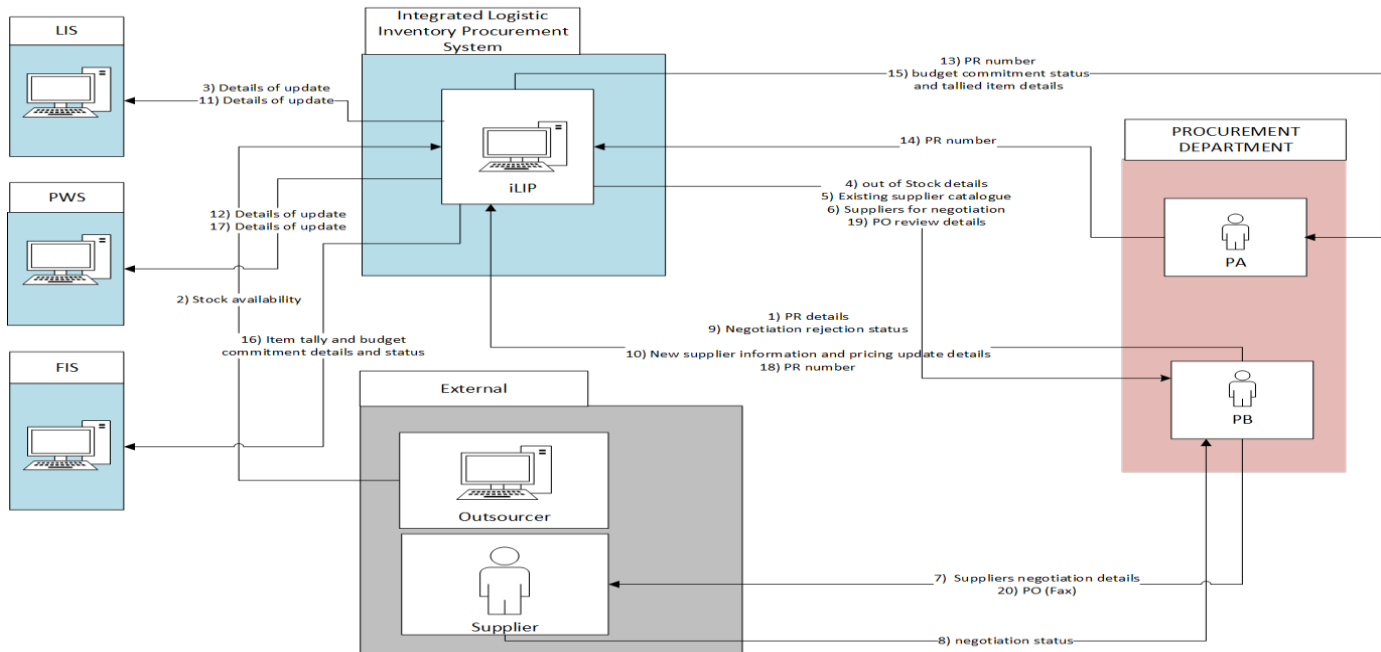 LIS
Integrated Logistic
Inventory Procurement
System
13) PR number
15) budget commitment status
and tallied item details
3) Details of update
11) Details of update
PROCUREMENT
DEPARTMENT
14) PR number
iLIP
PWS
4) out of Stock details
5) Existing supplier catalogue
6) Suppliers for negotiation
19) PO review details
12) Details of update
17) Details of update
PA
2) Stock availability
1) PR details
9) Negotiation rejection status
16) Item tally and budget
commitment details and status
10) New supplier information and pricing update details
18) PR number
FIS
External
PB
Outsourcer
7) Suppliers negotiation details
20) PO (Fax)
Supplier
8) negotiation status